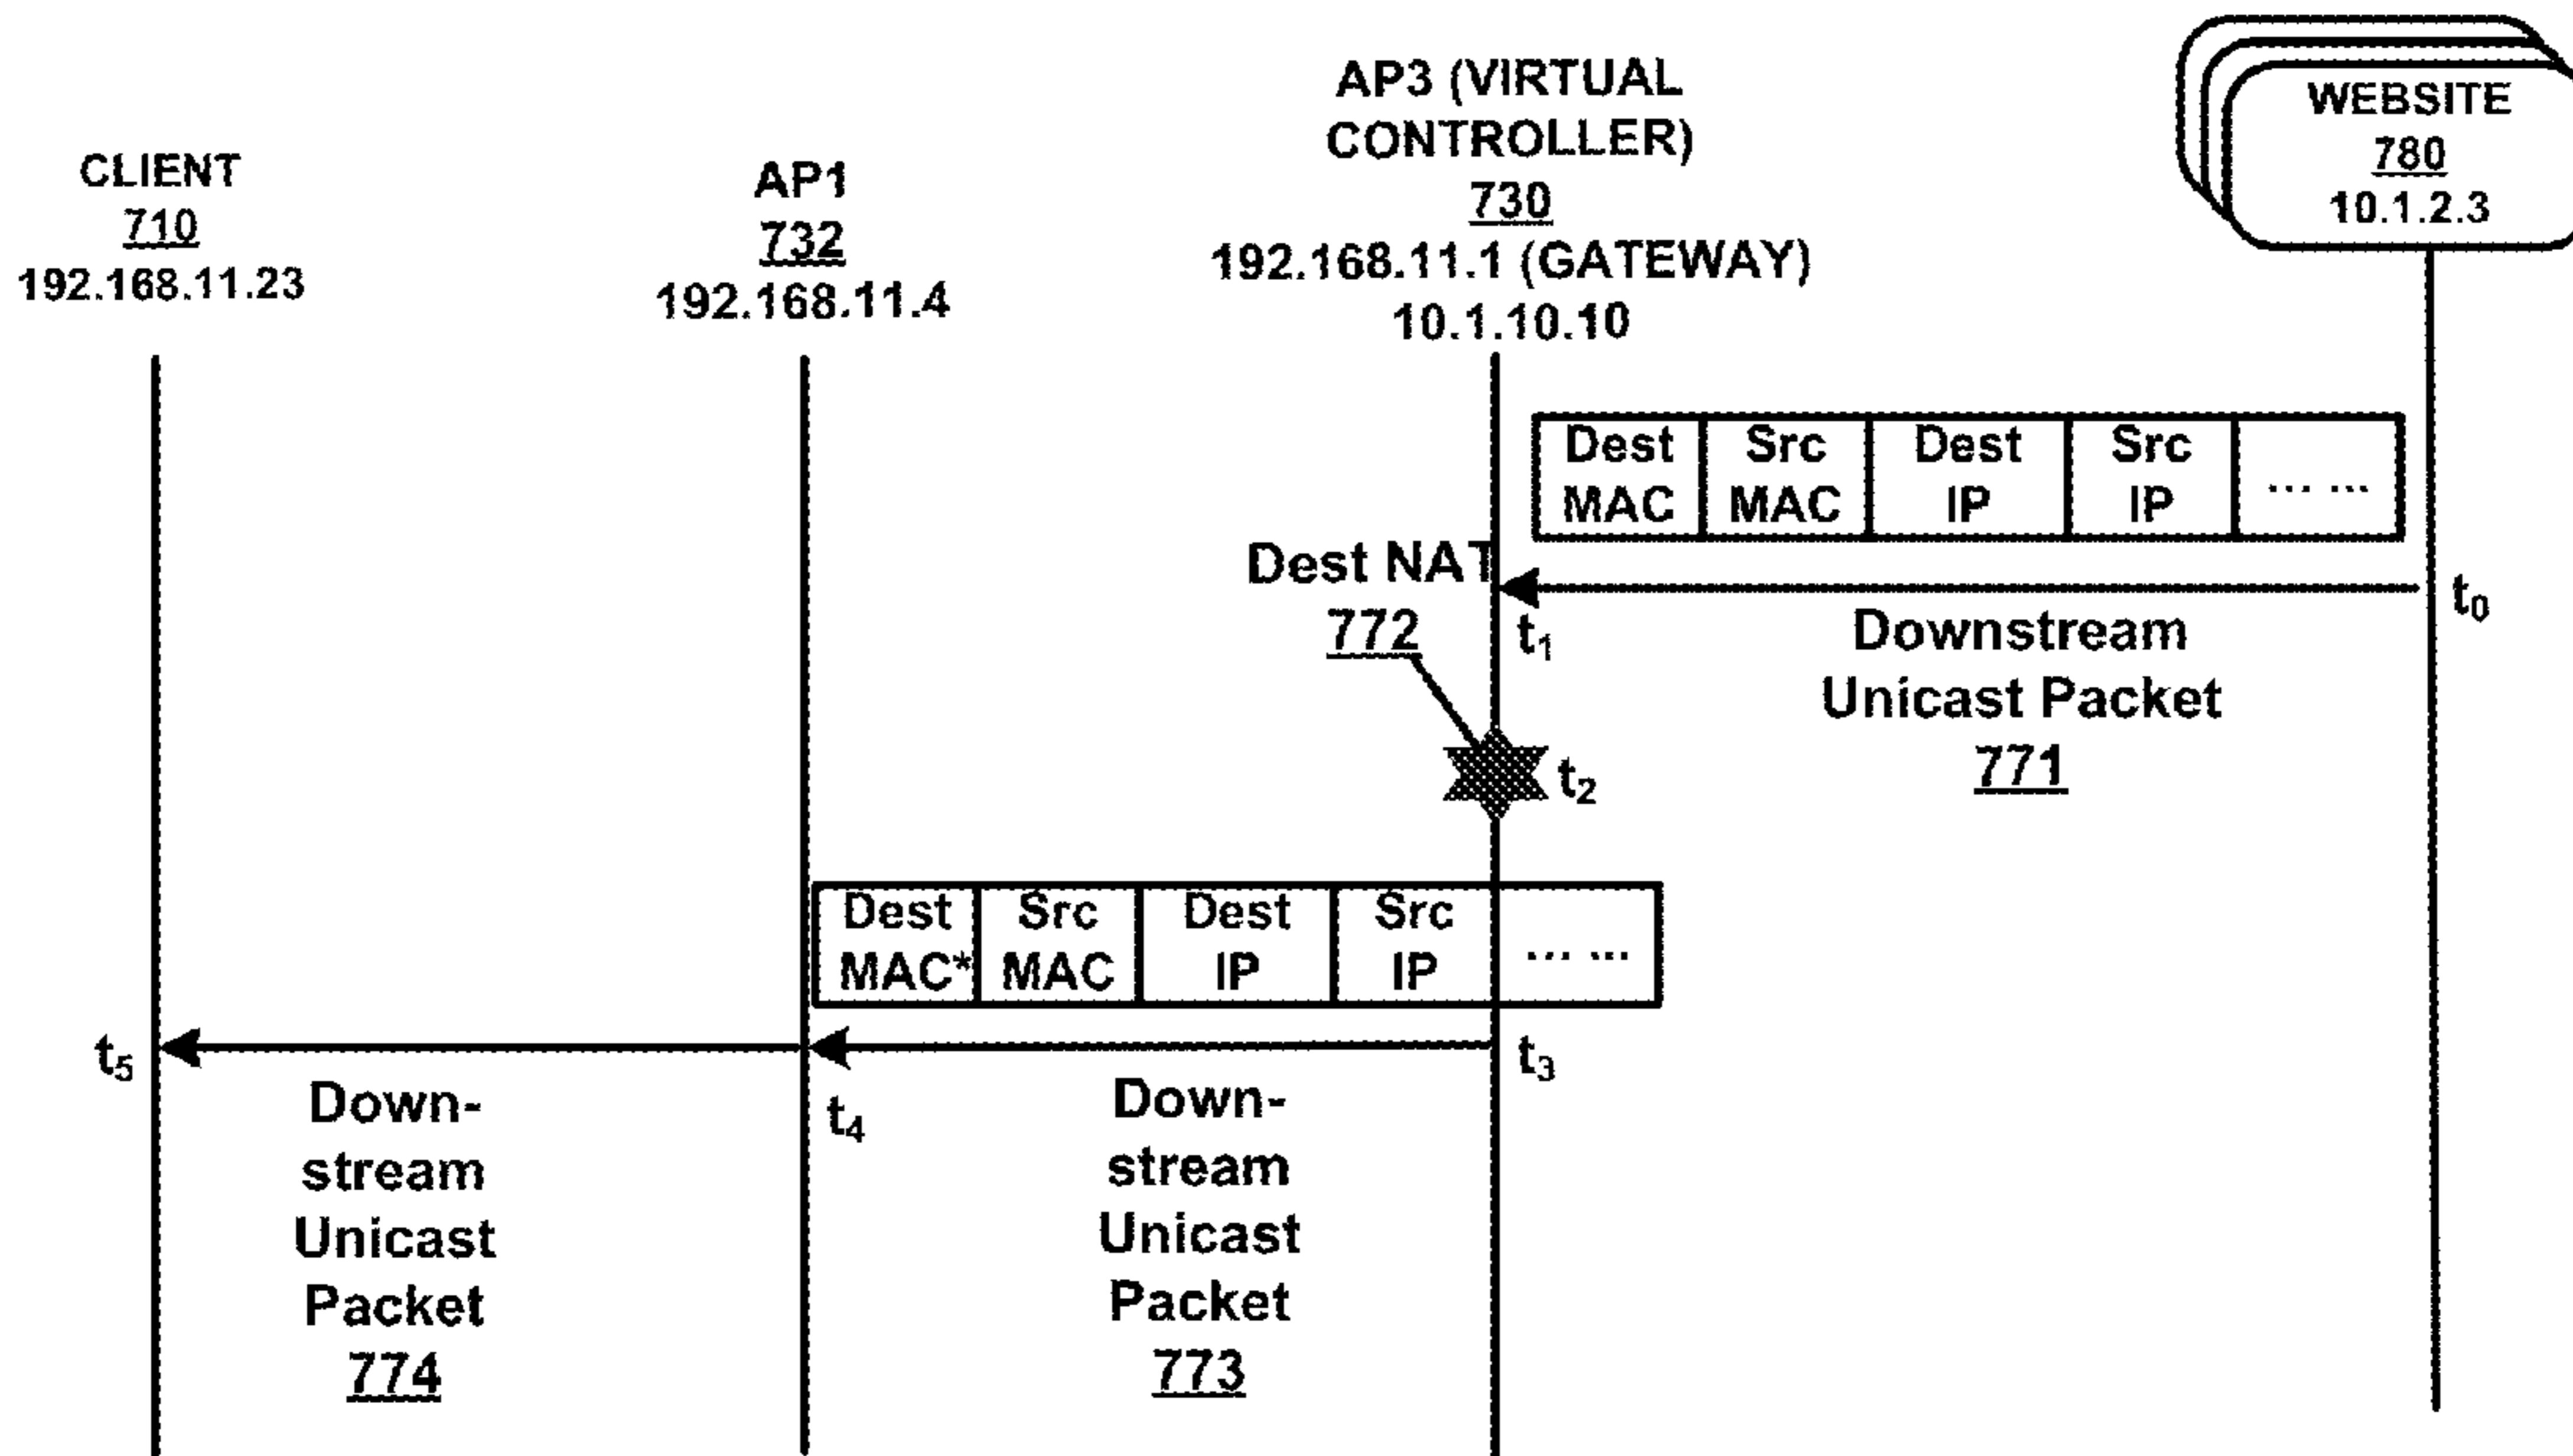 CLIENT
710
192.168.11.23
AP1
732
192.168.11.4
AP3 (VIRTUAL
CONTROLLER)
730
192.168.11.1 (GATEWAY)
10.1.10.10
WEBSITE
780
10.1.2.3
Dest
MAC
Src
MAC
Dest
IP
Src
IP
... ...
Dest NAT
772
t1
t0
Downstream
Unicast Packet
771
t2
Dest
MAC*
Src
MAC
Dest
IP
Src
IP
... ...
t5
t4
t3
Down-
stream
Unicast
Packet
774
Down-
stream
Unicast
Packet
773